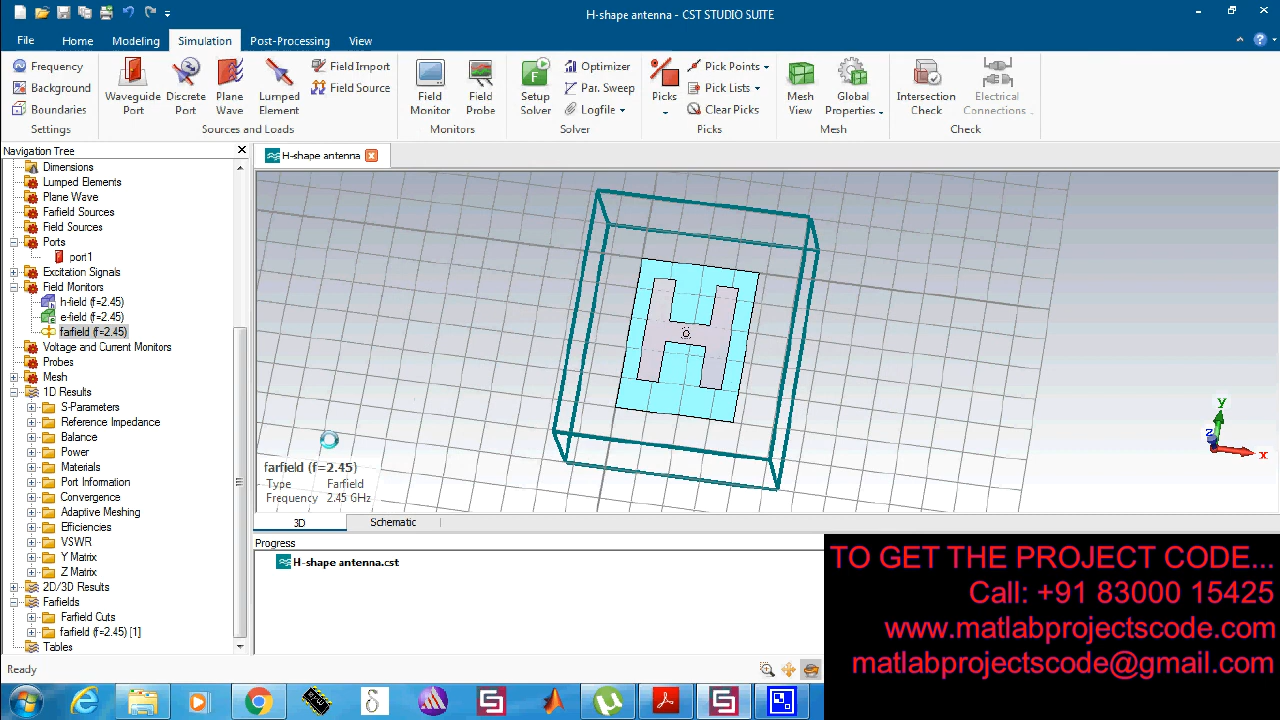 H-shape antenna - CST STUDIO SUITE
File Home Modeling Simulation Post-Processing View
Frequency
Background
Boundaries
Settings
Waveguide Port
Discrete Port
Plane Wave
Lumped Element
Field Import
Field Source
Sources and Loads
Field Monitor
Field Probe
Monitors
Setup Solver
Optimizer
Par. Sweep
Logfile
Solver
Picks
Pick Points
Pick Lists
Clear Picks
Picks
Mesh View
Global Properties
Mesh
Intersection Check
Electrical Connections
Check
Navigation Tree
Dimensions
Lumped Elements
Plane Wave
Farfield Sources
Field Sources
Ports
port1
Excitation Signals
Field Monitors
h-field (f=2.45)
e-field (f=2.45)
farfield (f=2.45)
Voltage and Current Monitors
Probes
Mesh
1D Results
S-Parameters
Reference Impedance
Balance
Power
Materials
Port Information
Convergence
Adaptive Meshing
Efficiencies
VSWR
Y Matrix
Z Matrix
2D/3D Results
Farfields
Farfield Cuts
farfield (f=2.45) [1]
Tables
H-shape antenna
y
z
x
farfield (f=2.45)
Type Farfield
Frequency 2.45 GHz
3D Schematic
Progress
H-shape antenna.cst
Ready
TO GET THE PROJECT CODE...
Call: +91 83000 15425
www.matlabprojectscode.com
matlabprojectscode@gmail.com